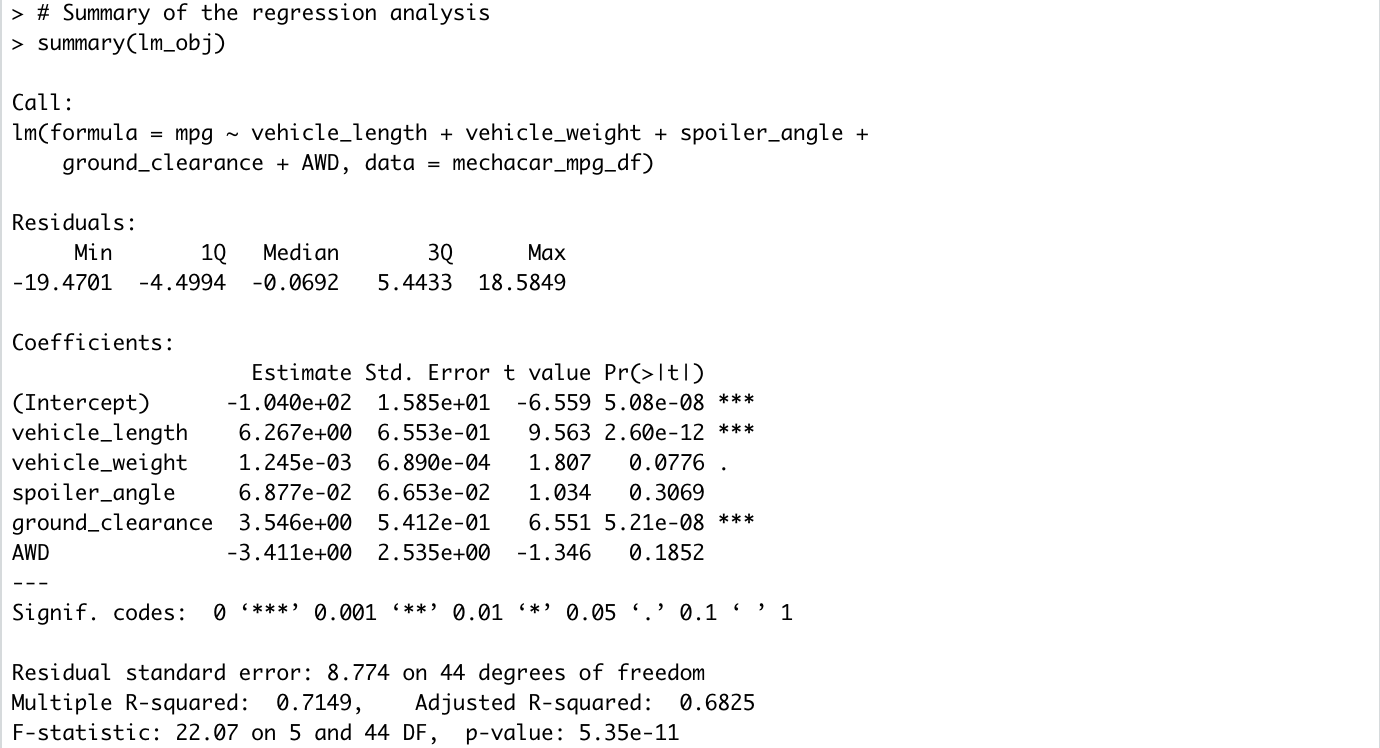 > # Summary of the regression analysis
> summary(lm_obj)
Call:
lm(formula = mpg ~ vehicle_length + vehicle_weight + spoiler_angle +
    ground_clearance + AWD, data = mechacar_mpg_df)
Residuals:
     Min       1Q   Median       3Q      Max
-19.4701  -4.4994  -0.0692   5.4433  18.5849
Coefficients:
                   Estimate Std. Error t value Pr(>|t|)
(Intercept)      -1.040e+02  1.585e+01  -6.559 5.08e-08 ***
vehicle_length    6.267e+00  6.553e-01   9.563 2.60e-12 ***
vehicle_weight    1.245e-03  6.890e-04   1.807   0.0776 .
spoiler_angle     6.877e-02  6.653e-02   1.034   0.3069
ground_clearance  3.546e+00  5.412e-01   6.551 5.21e-08 ***
AWD              -3.411e+00  2.535e+00  -1.346   0.1852
---
Signif. codes:  0 ‘***’ 0.001 ‘**’ 0.01 ‘*’ 0.05 ‘.’ 0.1 ‘ ’ 1
Residual standard error: 8.774 on 44 degrees of freedom
Multiple R-squared:  0.7149,    Adjusted R-squared:  0.6825
F-statistic: 22.07 on 5 and 44 DF,  p-value: 5.35e-11